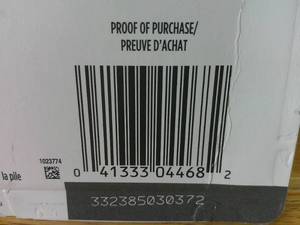 PROOF OF PURCHASE/
PREUVE D'ACHAT
1023774
la pile
0 41333 04468 2
332385030372